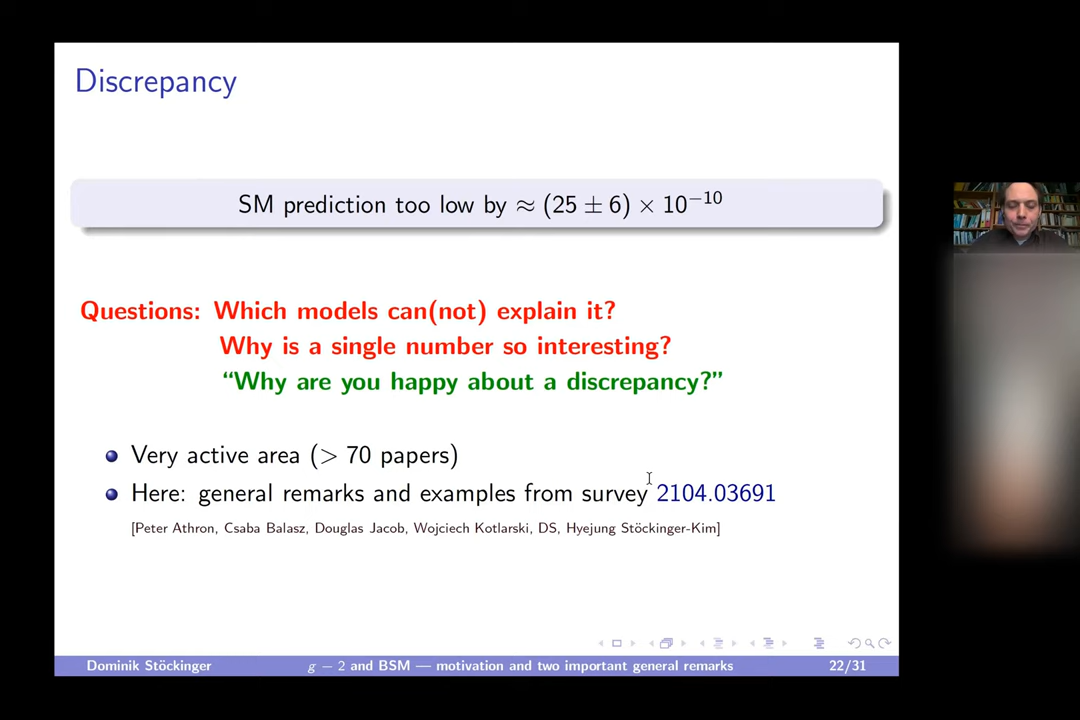 Discrepancy
SM prediction too low by ≈ (25 ± 6) × 10⁻¹⁰
Questions: Which models can(not) explain it?
Why is a single number so interesting?
“Why are you happy about a discrepancy?”
Very active area (> 70 papers)
Here: general remarks and examples from survey 2104.03691
[Peter Athron, Csaba Balasz, Douglas Jacob, Wojciech Kotlarski, DS, Hyejung Stöckinger-Kim]
Dominik Stöckinger g − 2 and BSM — motivation and two important general remarks 22/31